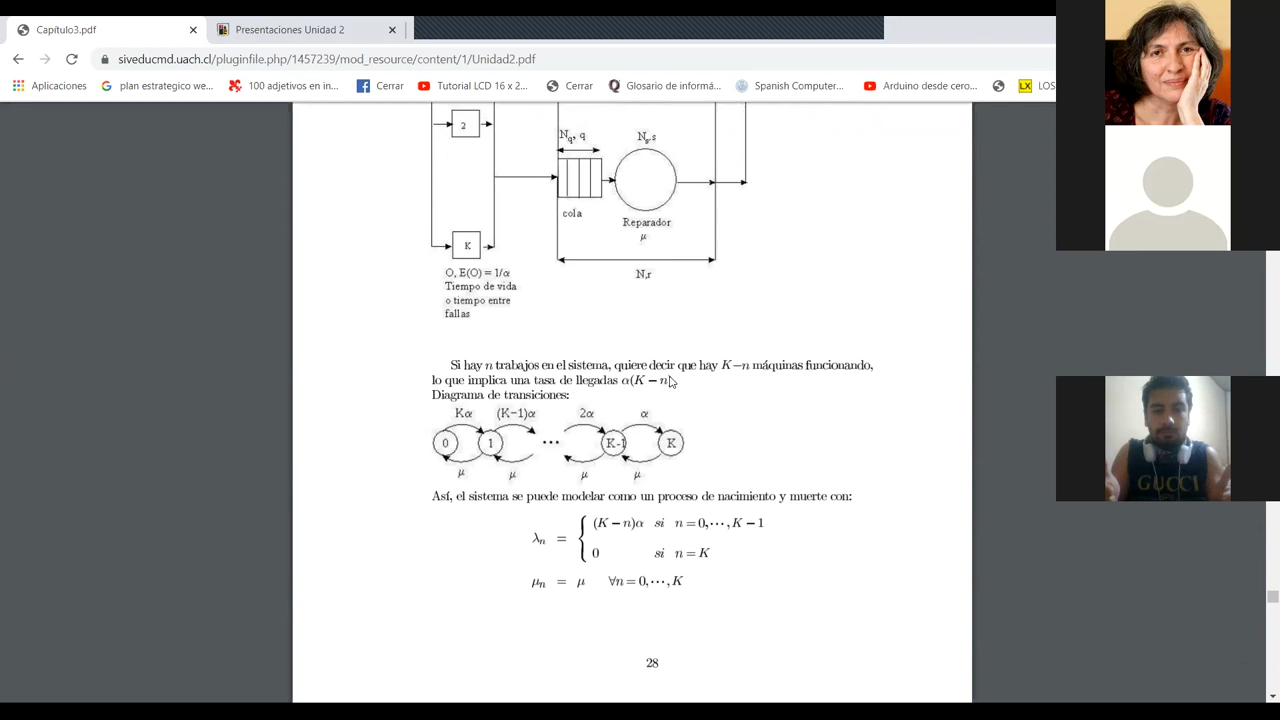 Capítulo3.pdf
Presentaciones Unidad 2
siveducmd.uach.cl/pluginfile.php/1457239/mod_resource/content/1/Unidad2.pdf
Aplicaciones
plan estrategico we...
100 adjetivos en in...
Cerrar
Tutorial LCD 16 x 2...
Cerrar
Glosario de informá...
Spanish Computer...
Arduino desde cero...
LX
LOS
2
K
O, E(O) = 1/α
Tiempo de vida
o tiempo entre
fallas
Nq, q
cola
Ns, s
Reparador
μ
N,r
Si hay n trabajos en el sistema, quiere decir que hay K−n máquinas funcionando,
lo que implica una tasa de llegadas α(K − n)
Diagrama de transiciones:
Kα (K−1)α 2α α
0 1 ... K-1 K
μ μ μ μ
Así, el sistema se puede modelar como un proceso de nacimiento y muerte con:
λn = { (K − n)α si n = 0, ⋯ , K − 1
0 si n = K
μn = μ ∀n = 0, ⋯ , K
28
GUCCI